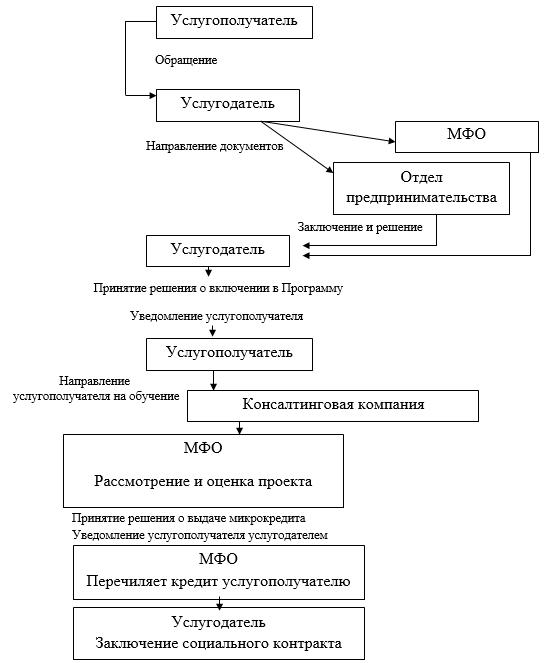 Услугополучатель
Обращение
Услугодатель
Направление документов
МФО
Отдел
предпринимательства
Заключение и решение
Услугодатель
Принятие решения о включении в Программу
Уведомление услугополучателя
Услугополучатель
Направление
услугополучателя на обучение
Консалтинговая компания
МФО
Рассмотрение и оценка проекта
Принятие решения о выдаче микрокредита
Уведомление услугополучателя услугодателем
МФО
Перечиляет кредит услугополучателю
Услугодатель
Заключение социального контракта